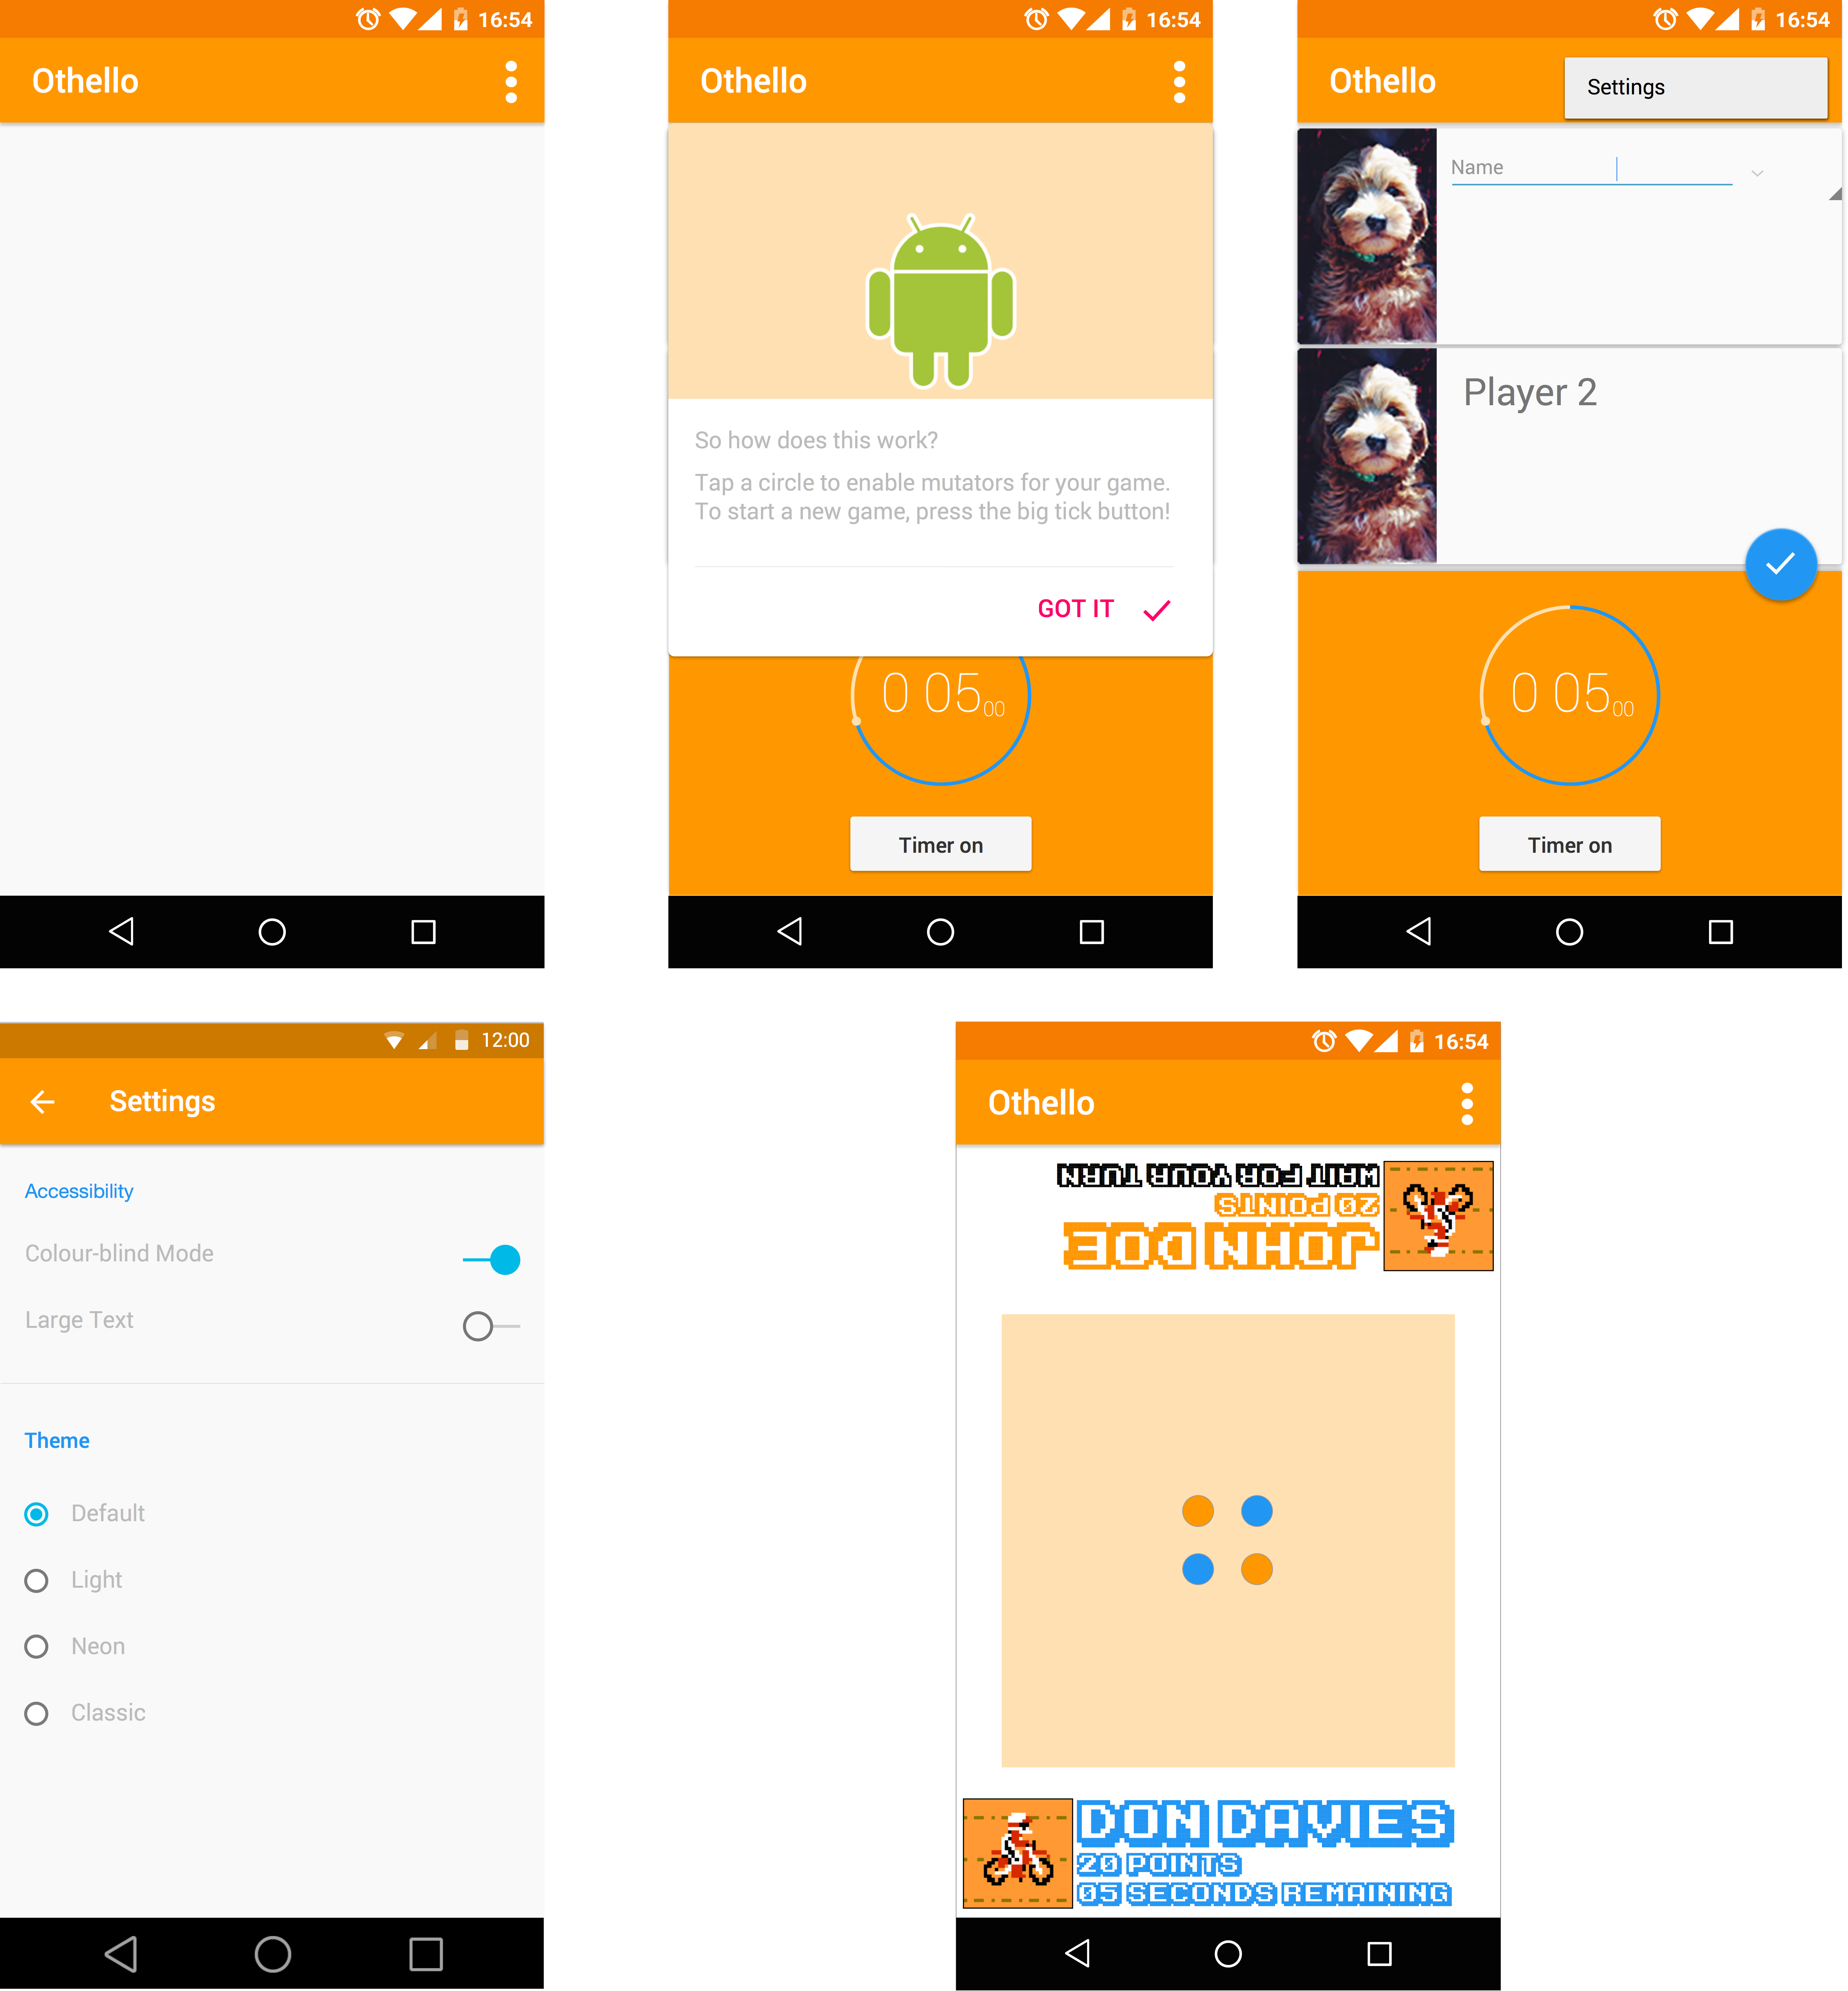 16:54
Othello
16:54
Othello
So how does this work?
Tap a circle to enable mutators for your game.
To start a new game, press the big tick button!
GOT IT
0 05 00
Timer on
16:54
Othello
Settings
Name
Player 2
0 05 00
Timer on
12:00
Settings
Accessibility
Colour-blind Mode
Large Text
Theme
Default
Light
Neon
Classic
16:54
Othello
JOHN DOE
20 POINTS
WAIT FOR YOUR TURN
DON DAVIES
20 POINTS
05 SECONDS REMAINING